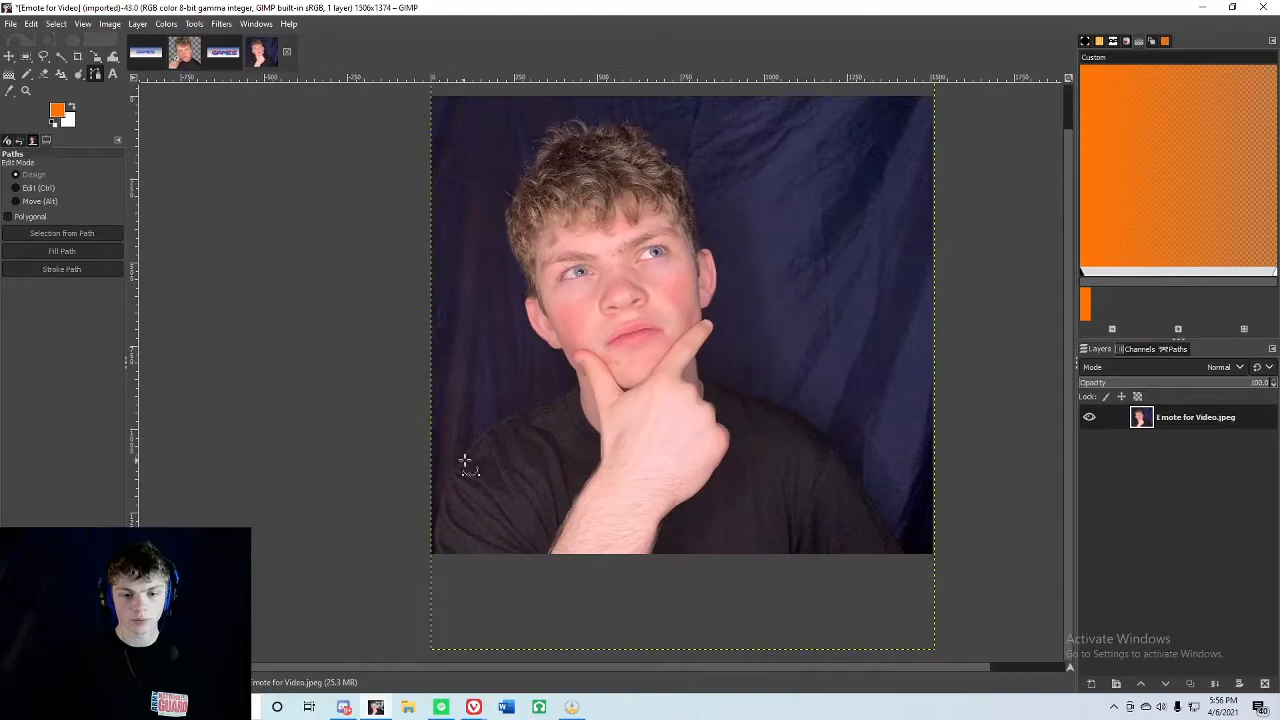 *[Emote for Video] (imported)-43.0 (RGB color 8-bit gamma integer, GIMP built-in sRGB, 1 layer) 1506x1374 – GIMP
File Edit Select View Image Layer Colors Tools Filters Windows Help
GAMES
Custom
Paths
Edit Mode
Design
Edit (Ctrl)
Move (Alt)
Polygonal
Selection from Path
Fill Path
Stroke Path
Layers Channels Paths
Mode Normal
Opacity 100.0
Lock:
Emote for Video.jpeg
Activate Windows
Go to Settings to activate Windows.
Emote for Video.jpeg (25.3 MB)
5:56 PM
4/6/2021